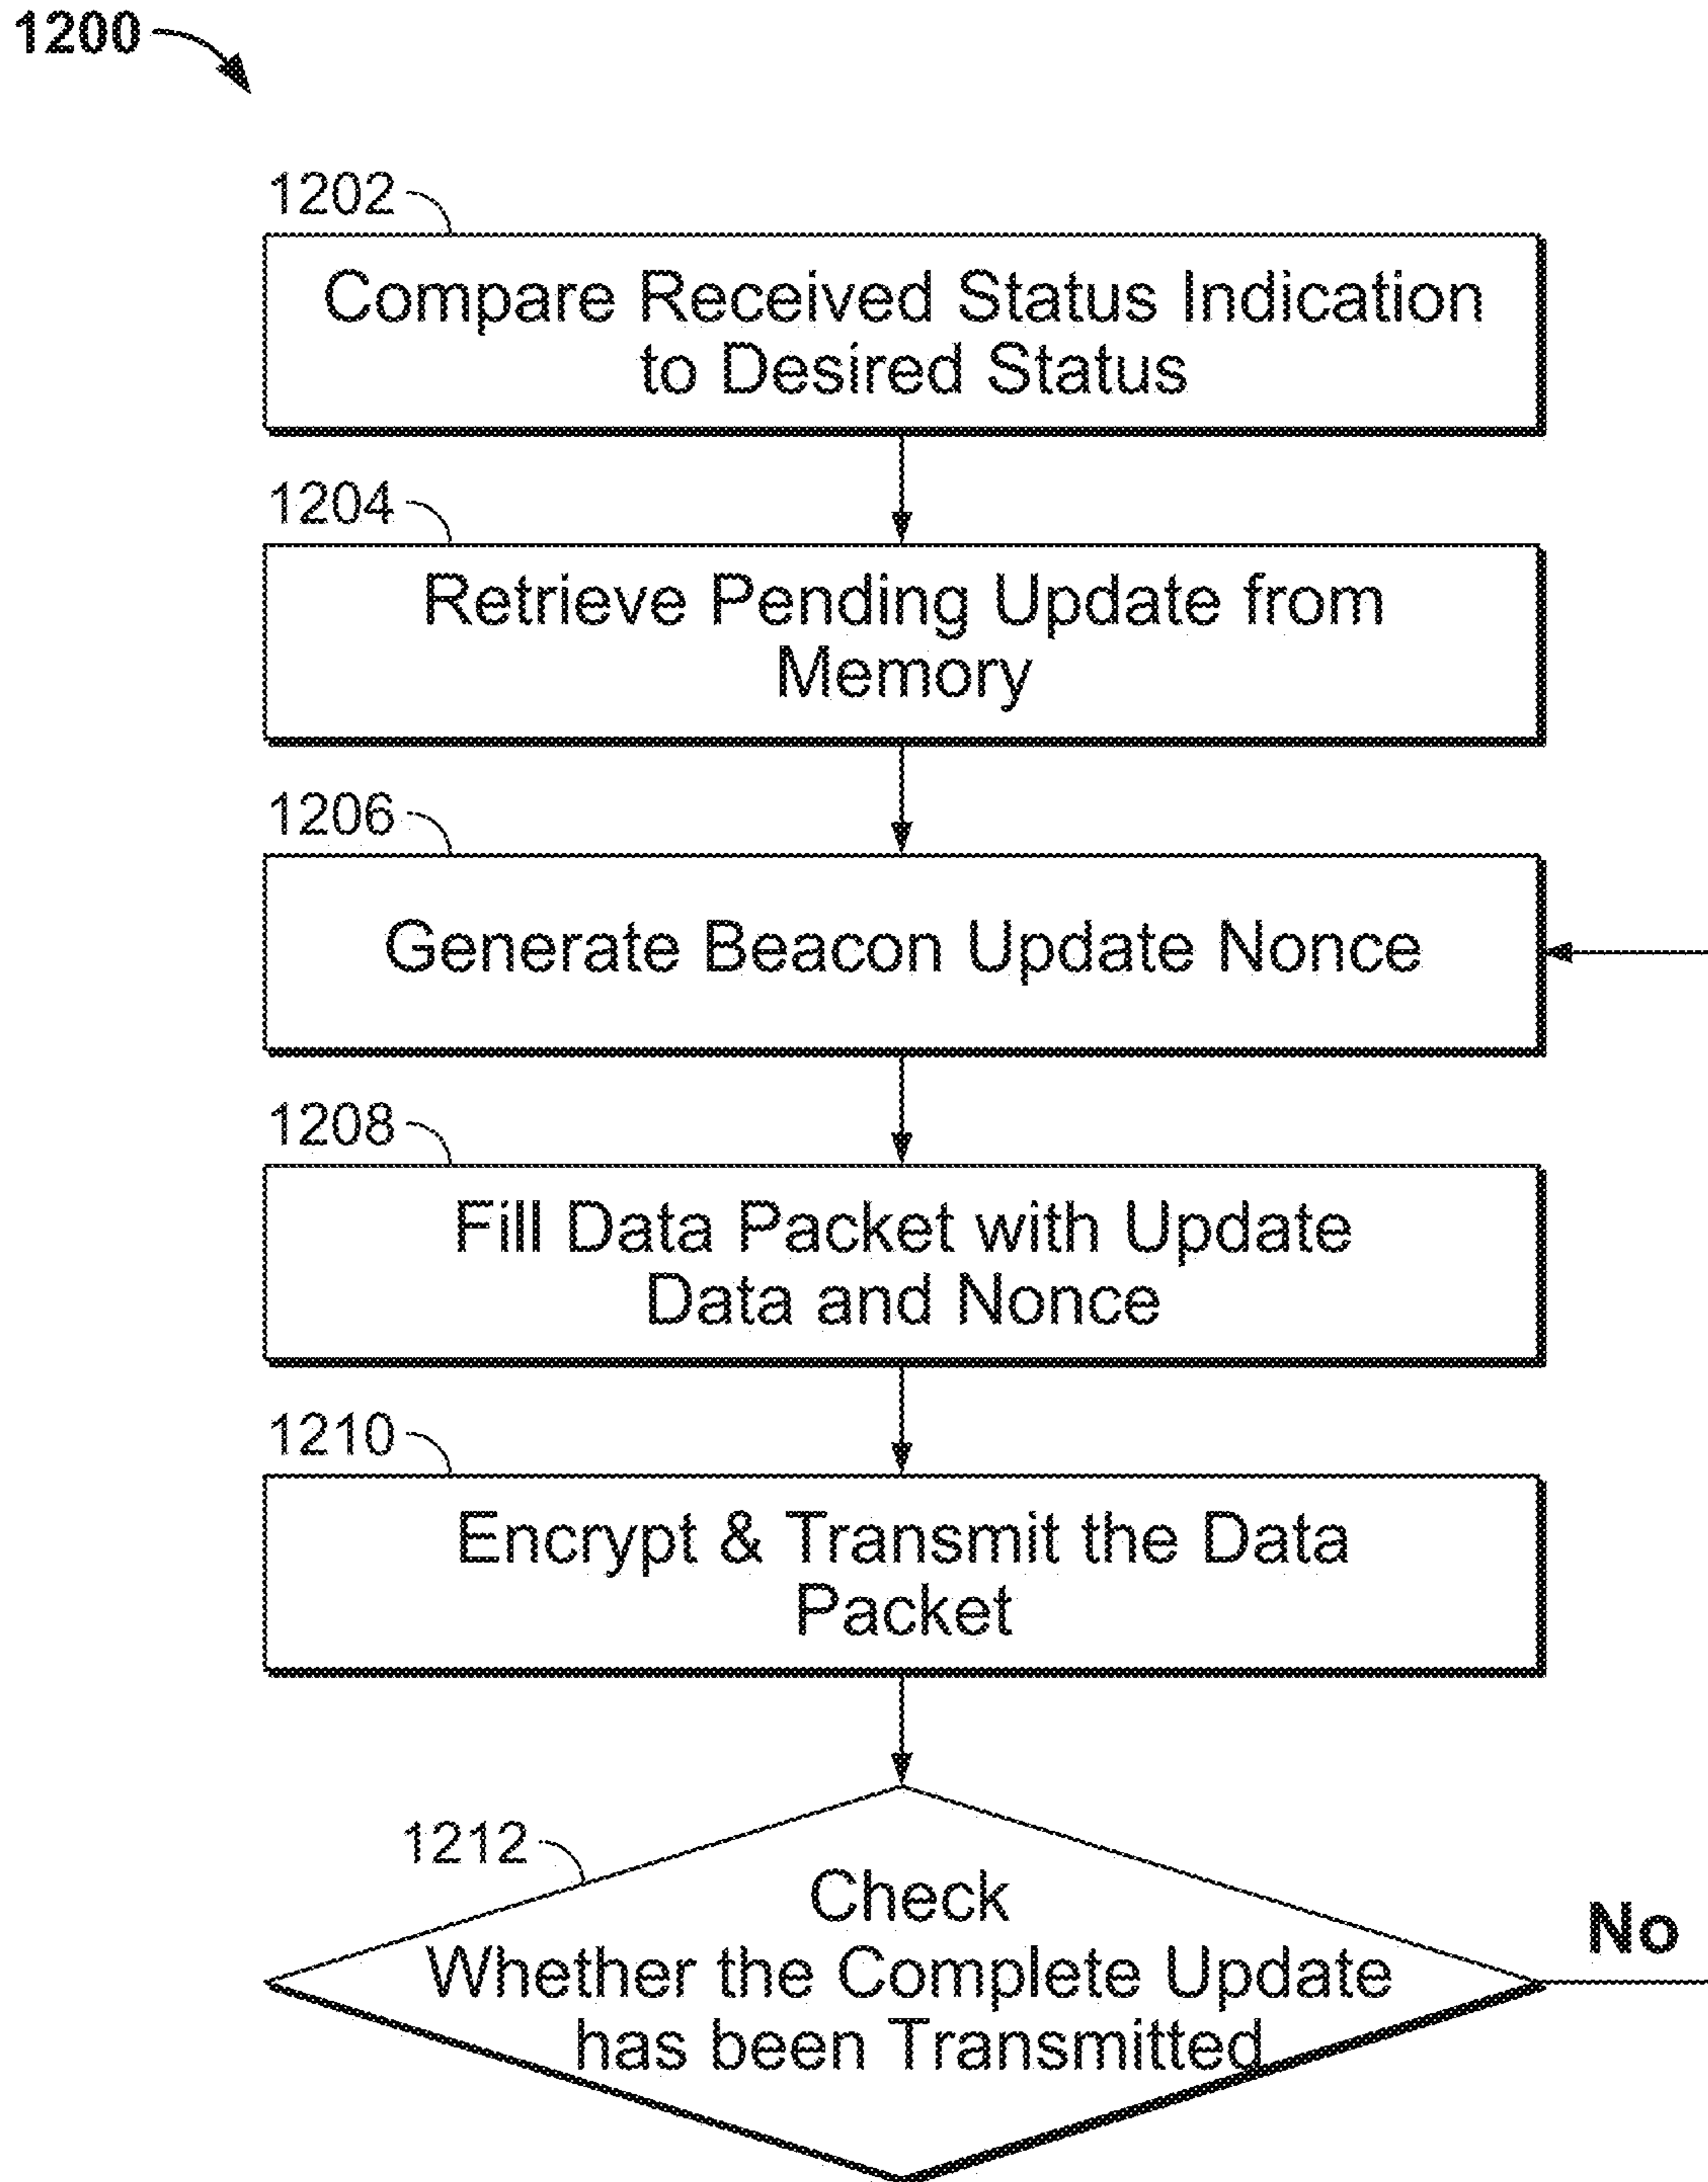 1200
1202
Compare Received Status Indication
to Desired Status
1204
Retrieve Pending Update from
Memory
1206
Generate Beacon Update Nonce
1208
Fill Data Packet with Update
Data and Nonce
1210
Encrypt & Transmit the Data
Packet
1212
Check
Whether the Complete Update
has been Transmitted
No